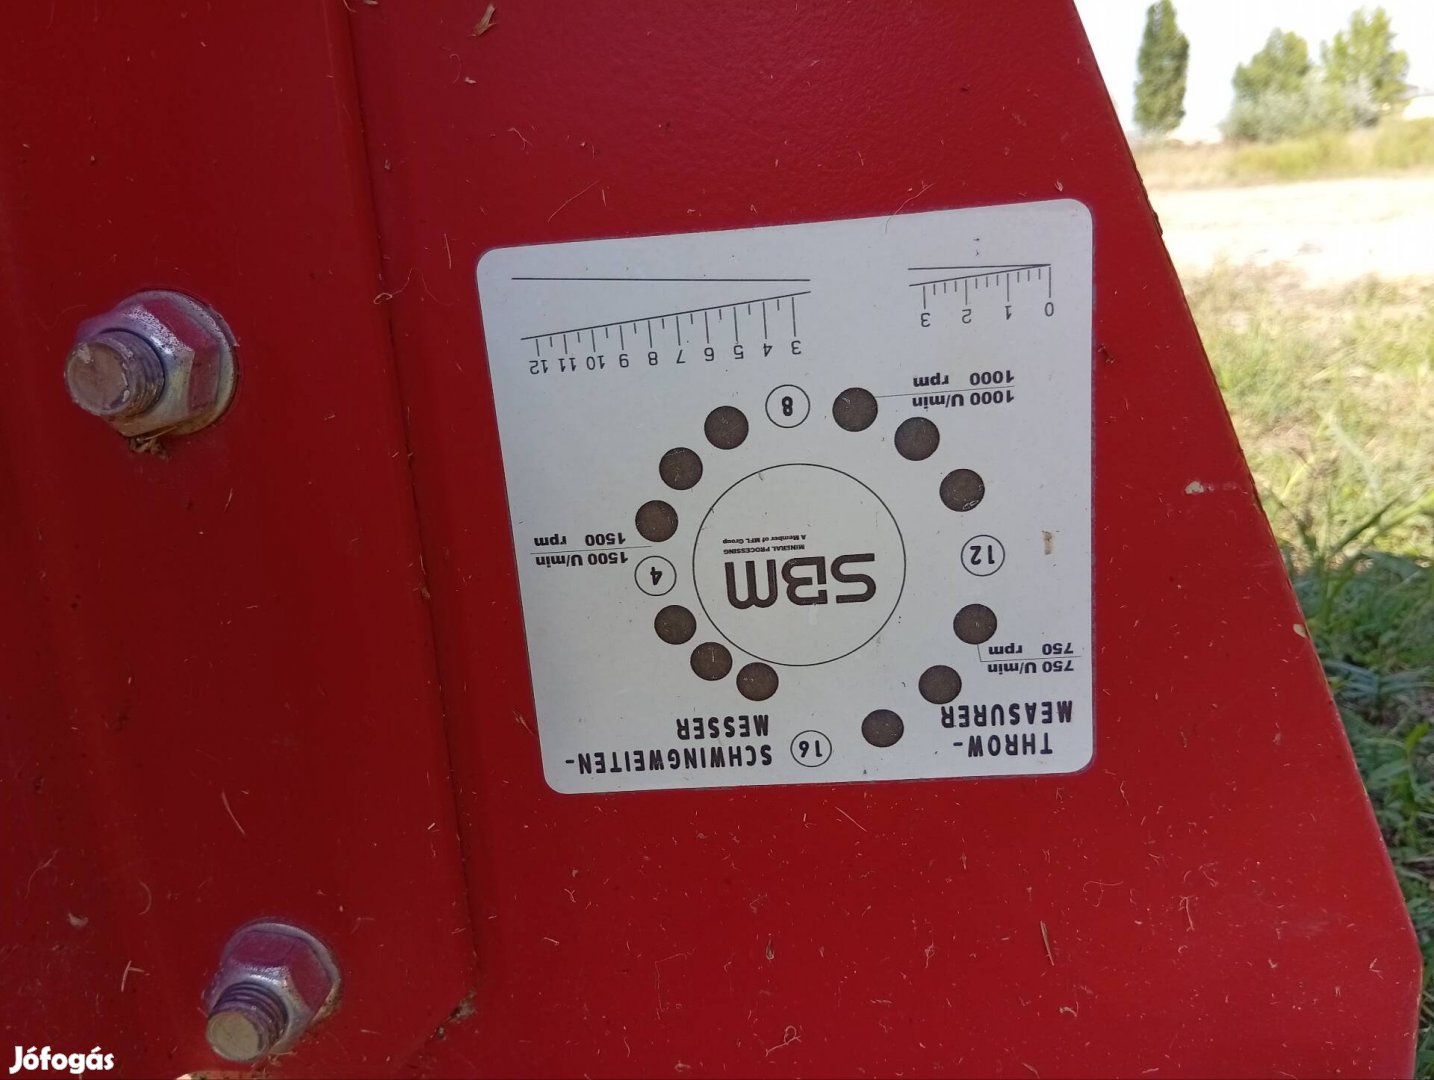 THROW-
MEASURER
16
SCHWINGWEITEN-
MESSER
750 U/min
750 rpm
12
4
1500 U/min
1500 rpm
SBM
MINERAL PROCESSING
A Member of MFL Group
1000 U/min
1000 rpm
8
0 1 2 3
3 4 5 6 7 8 9 10 11 12
Jófogás